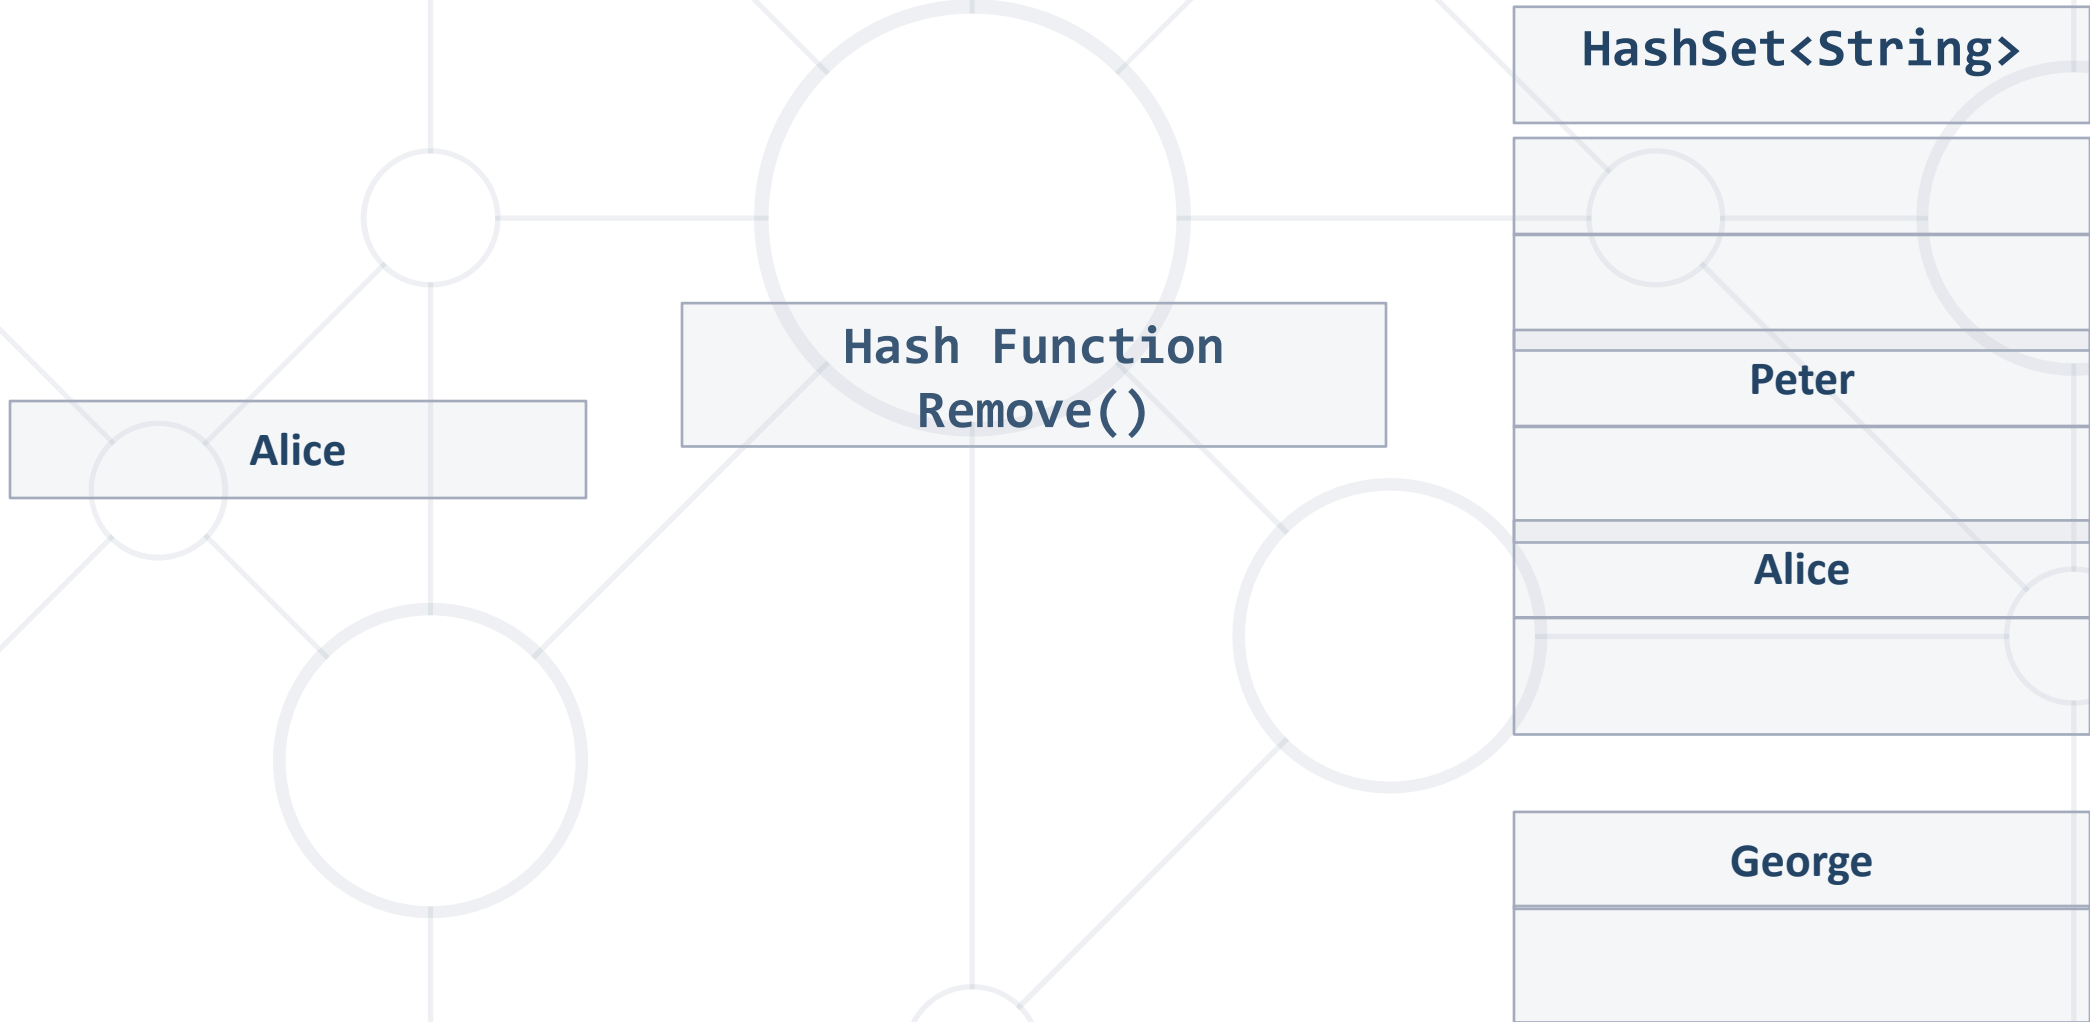 HashSet<String>
Hash Function
Remove()
Alice
Peter
Alice
George